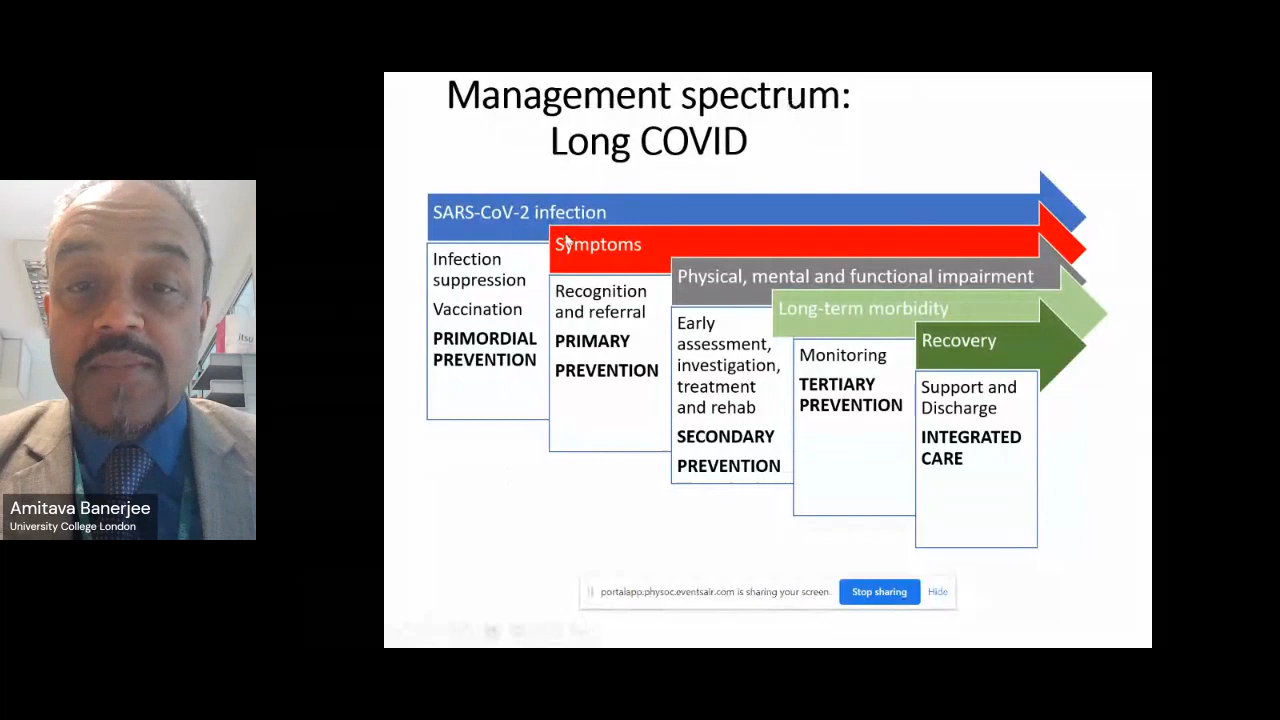 Management spectrum:
Long COVID
SARS-CoV-2 infection
Infection
suppression
Vaccination
PRIMORDIAL
PREVENTION
Symptoms
Recognition
and referral
PRIMARY
PREVENTION
Physical, mental and functional impairment
Early
assessment,
investigation,
treatment
and rehab
SECONDARY
PREVENTION
Long-term morbidity
Monitoring
TERTIARY
PREVENTION
Recovery
Support and
Discharge
INTEGRATED
CARE
itsu
Amitava Banerjee
University College London
portalapp.physoc.eventsair.com is sharing your screen.
Stop sharing
Hide